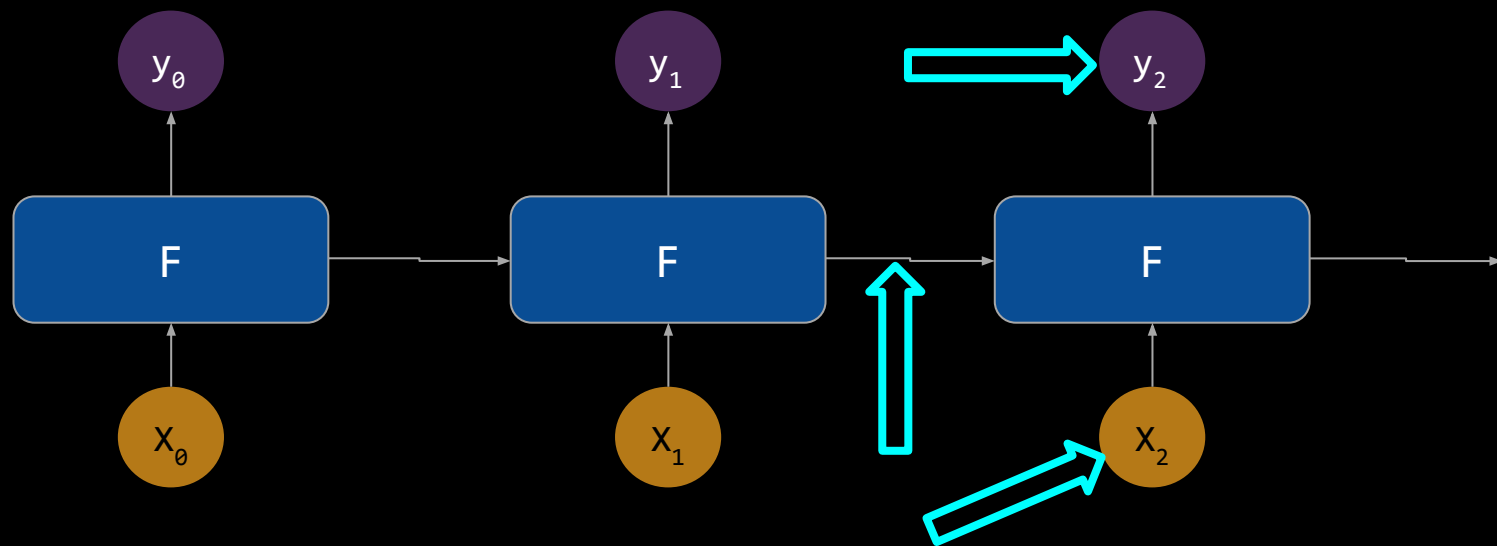 y₀ y₁ y₂
F F F
X₀ X₁ X₂